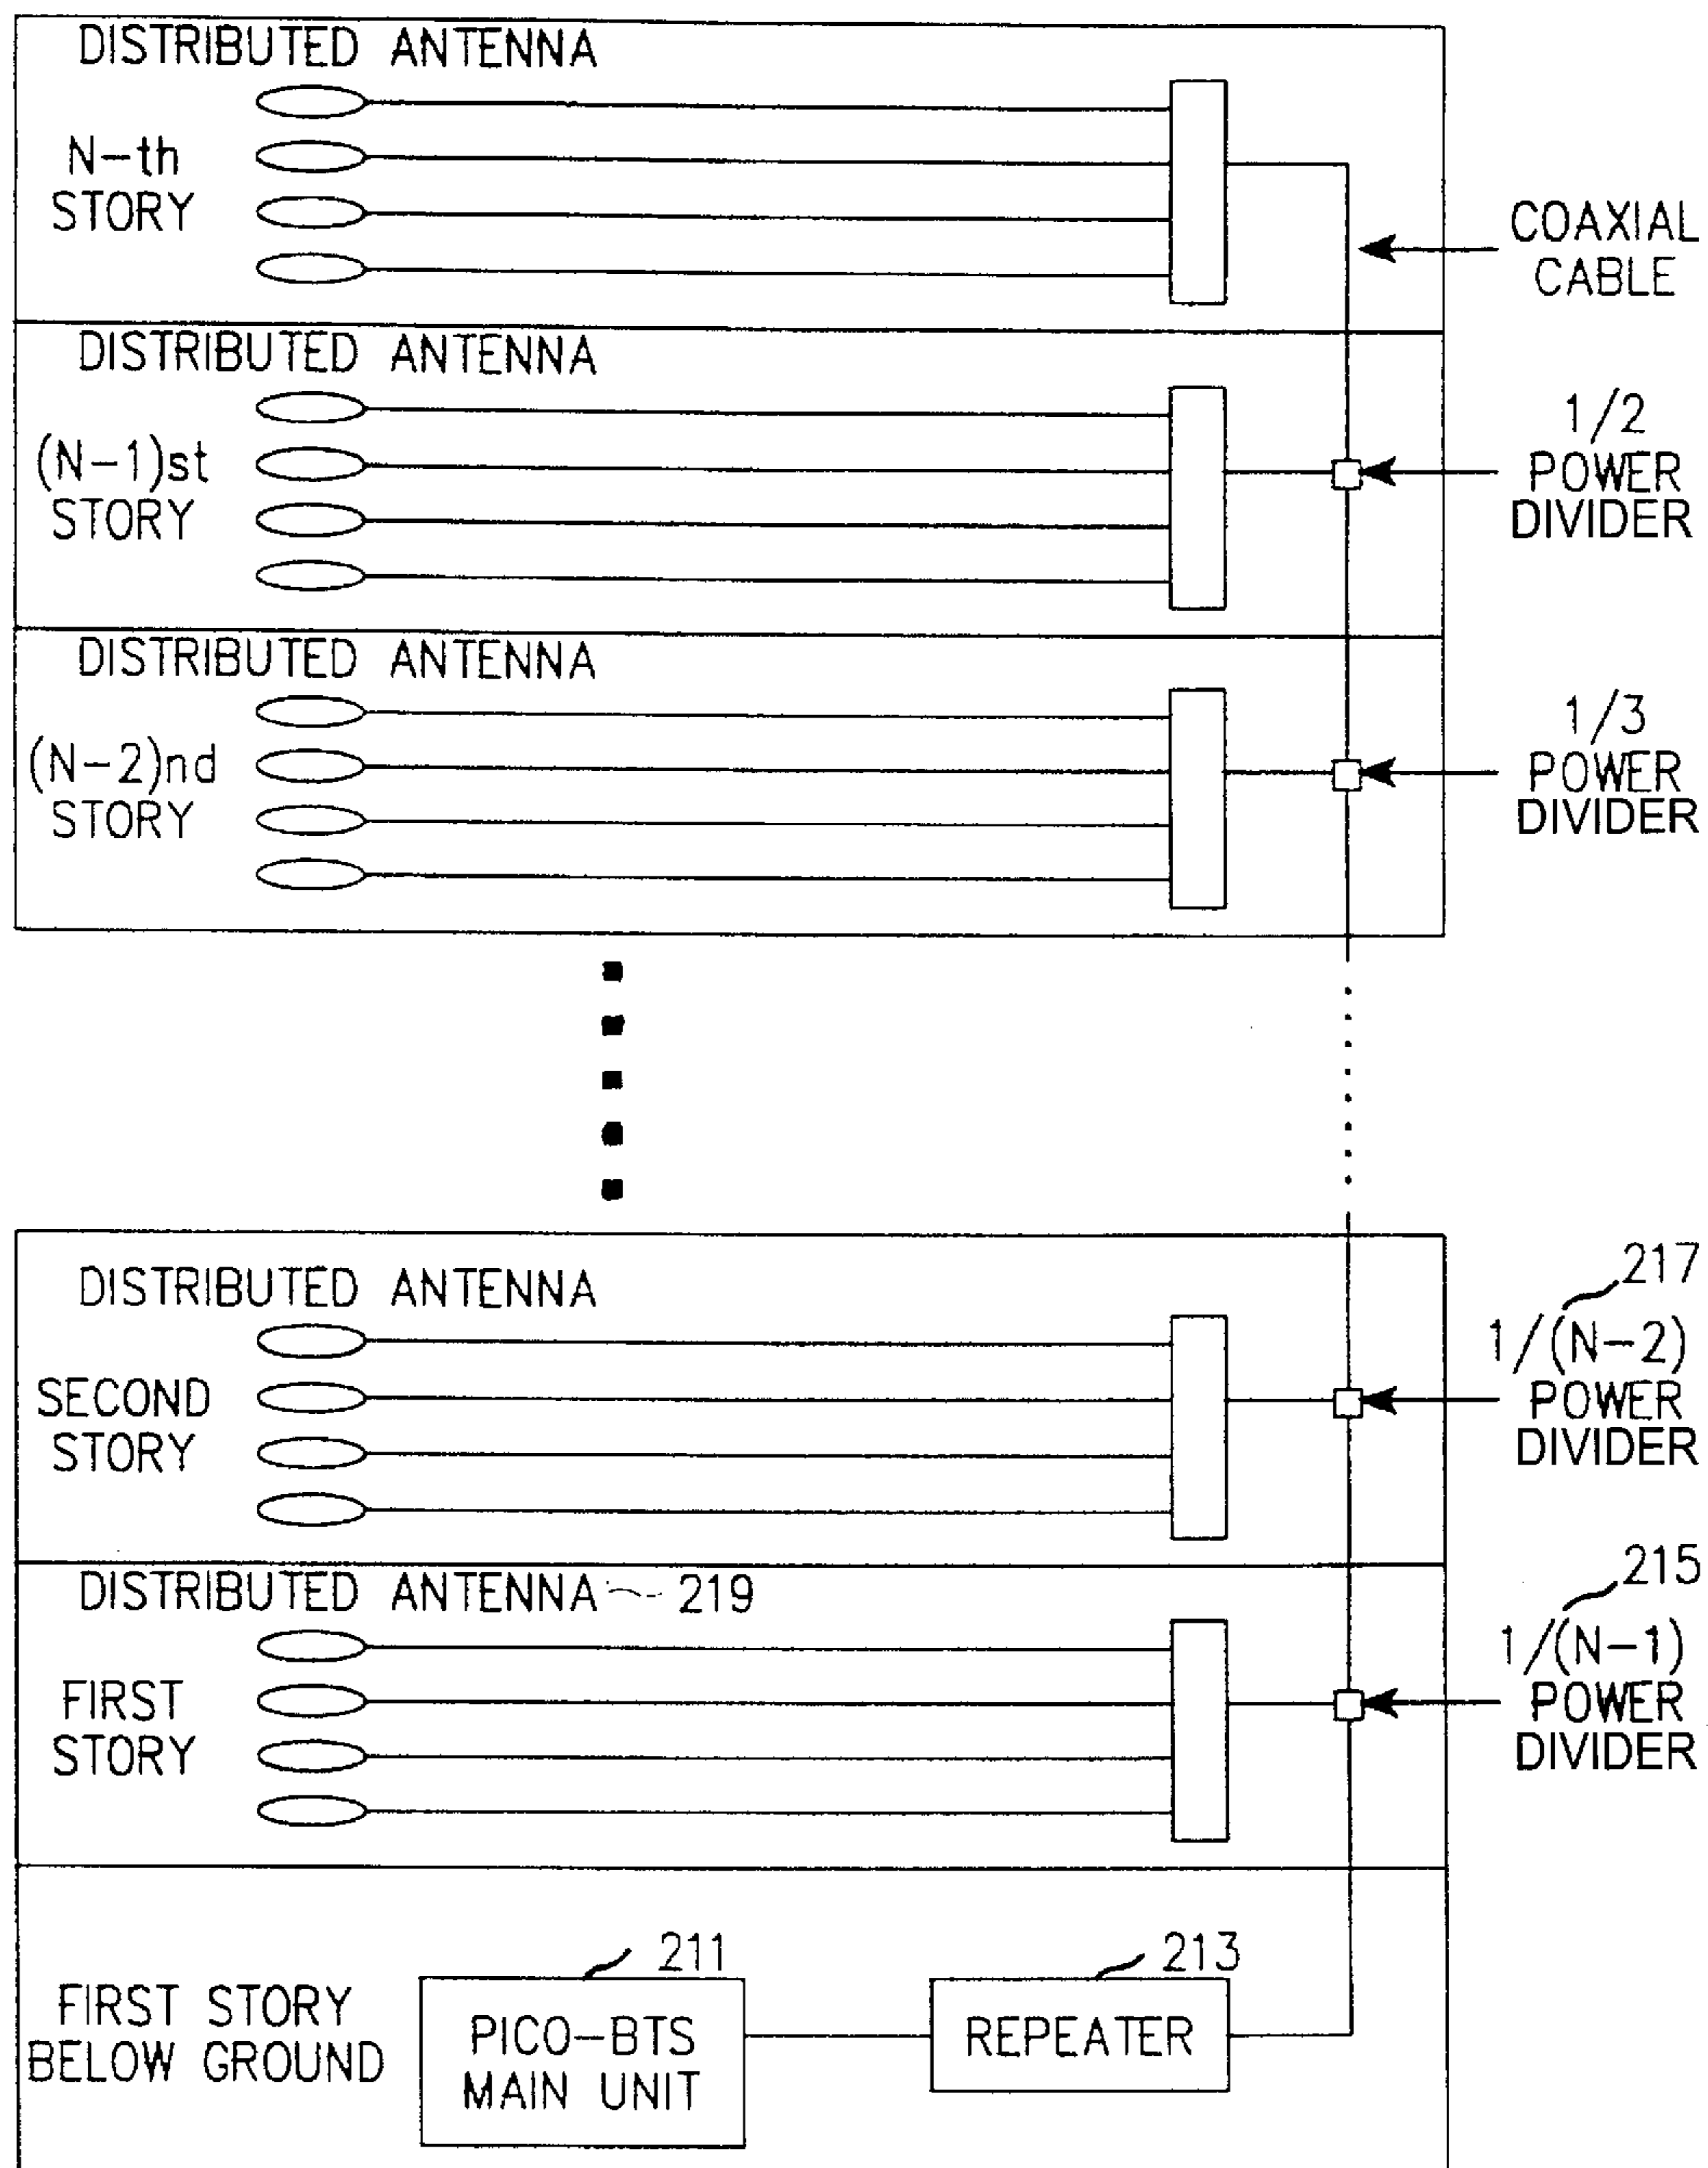 DISTRIBUTED ANTENNA
N-th
STORY
COAXIAL
CABLE
DISTRIBUTED ANTENNA
(N-1)st
STORY
1/2
POWER
DIVIDER
DISTRIBUTED ANTENNA
(N-2)nd
STORY
1/3
POWER
DIVIDER
DISTRIBUTED ANTENNA
SECOND
STORY
217
1/(N-2)
POWER
DIVIDER
DISTRIBUTED ANTENNA 219
FIRST
STORY
215
1/(N-1)
POWER
DIVIDER
FIRST STORY
BELOW GROUND
211
PICO-BTS
MAIN UNIT
213
REPEATER